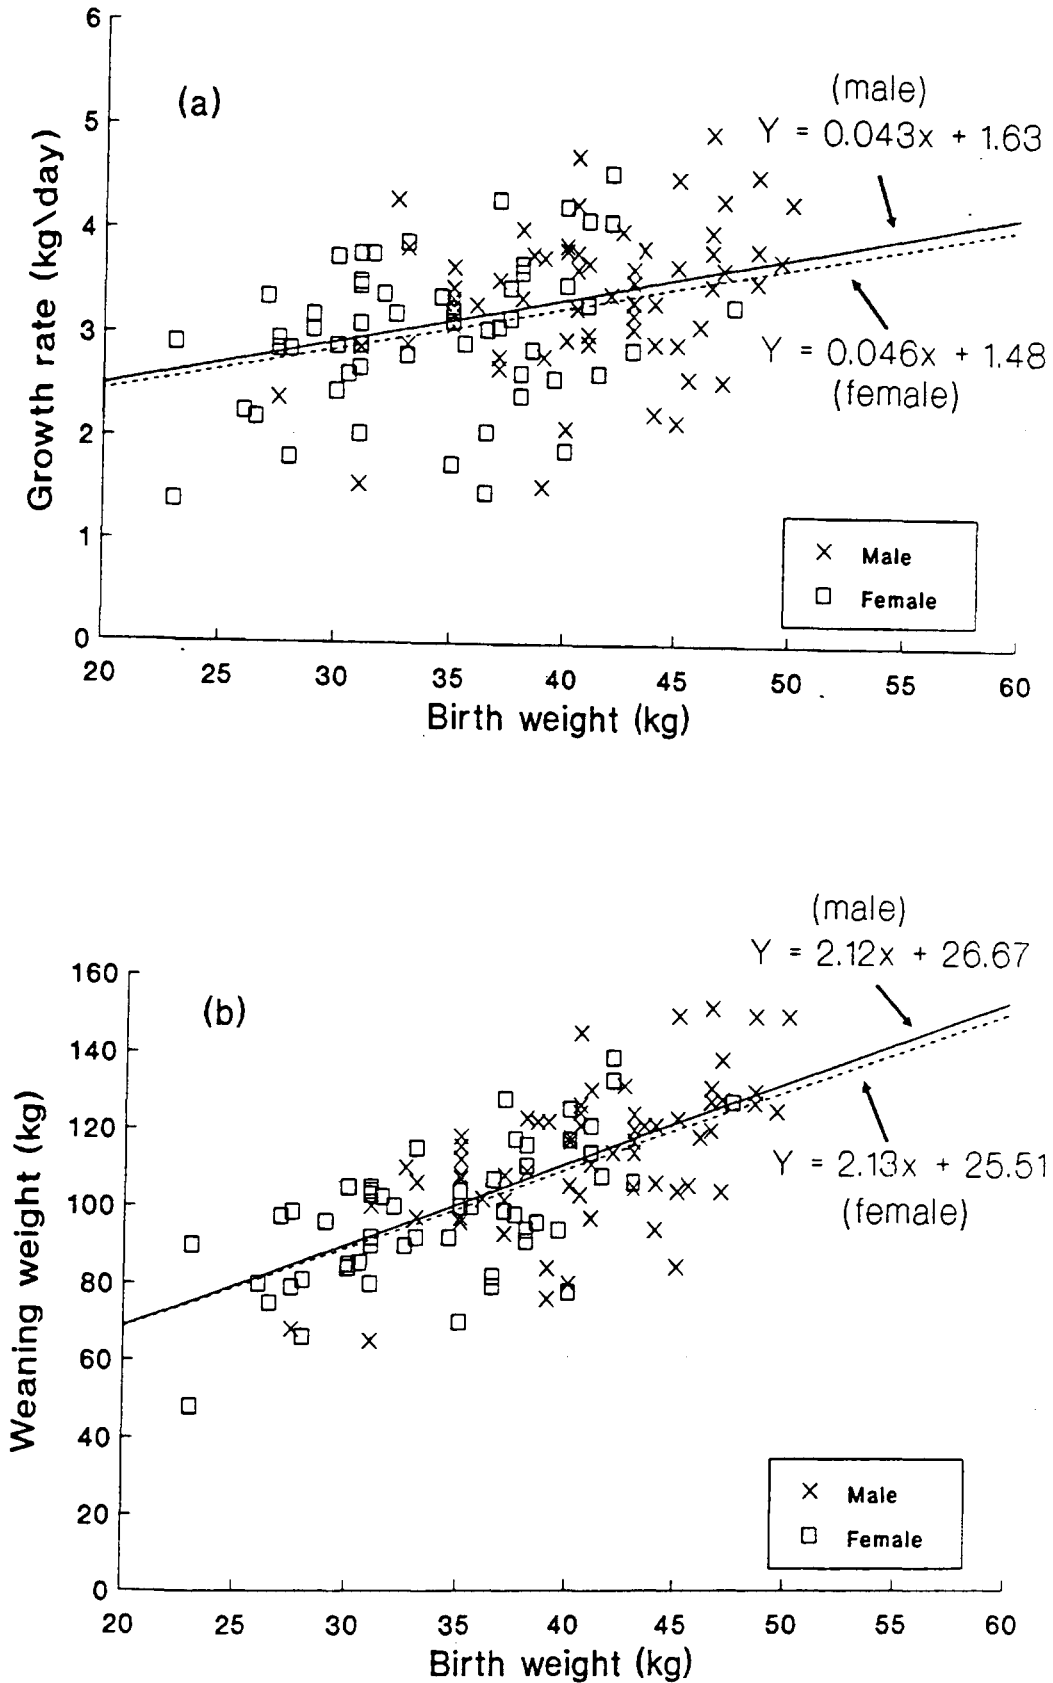 6
(a)
(male)
5
Y = 0.043x + 1.63
4
3
Y = 0.046x + 1.48
(female)
2
1
× Male
□ Female
0
20 25 30 35 40 45 50 55 60
Growth rate (kg\day)
Birth weight (kg)
(male)
Y = 2.12x + 26.67
160
(b)
140
120
Y = 2.13x + 25.51
(female)
100
80
60
40
× Male
□ Female
20
0
20 25 30 35 40 45 50 55 60
Weaning weight (kg)
Birth weight (kg)